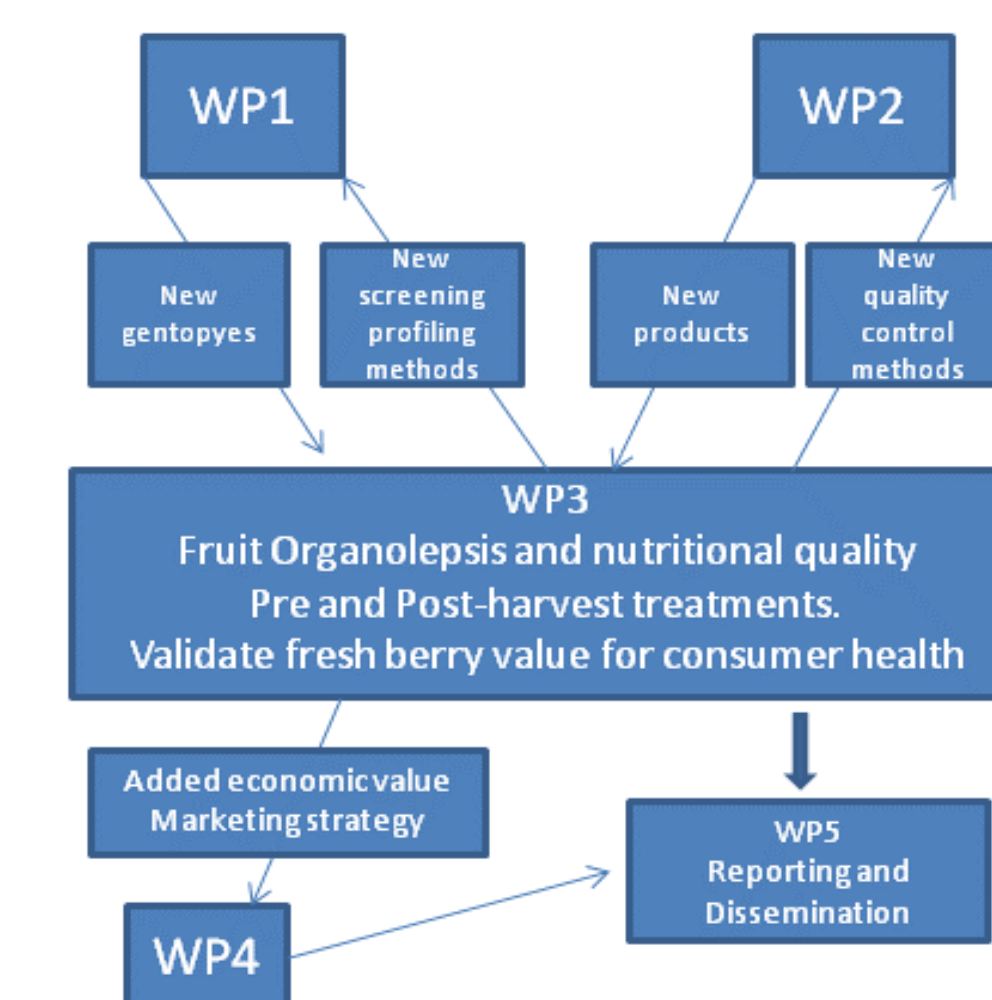 WP1
WP2
New
gentopyes
New
screening
profiling
methods
New
products
New
quality
control
methods
WP3
Fruit Organolepsis and nutritional quality
Pre and Post-harvest treatments.
Validate fresh berry value for consumer health
Added economic value
Marketing strategy
WP5
Reporting and
Dissemination
WP4